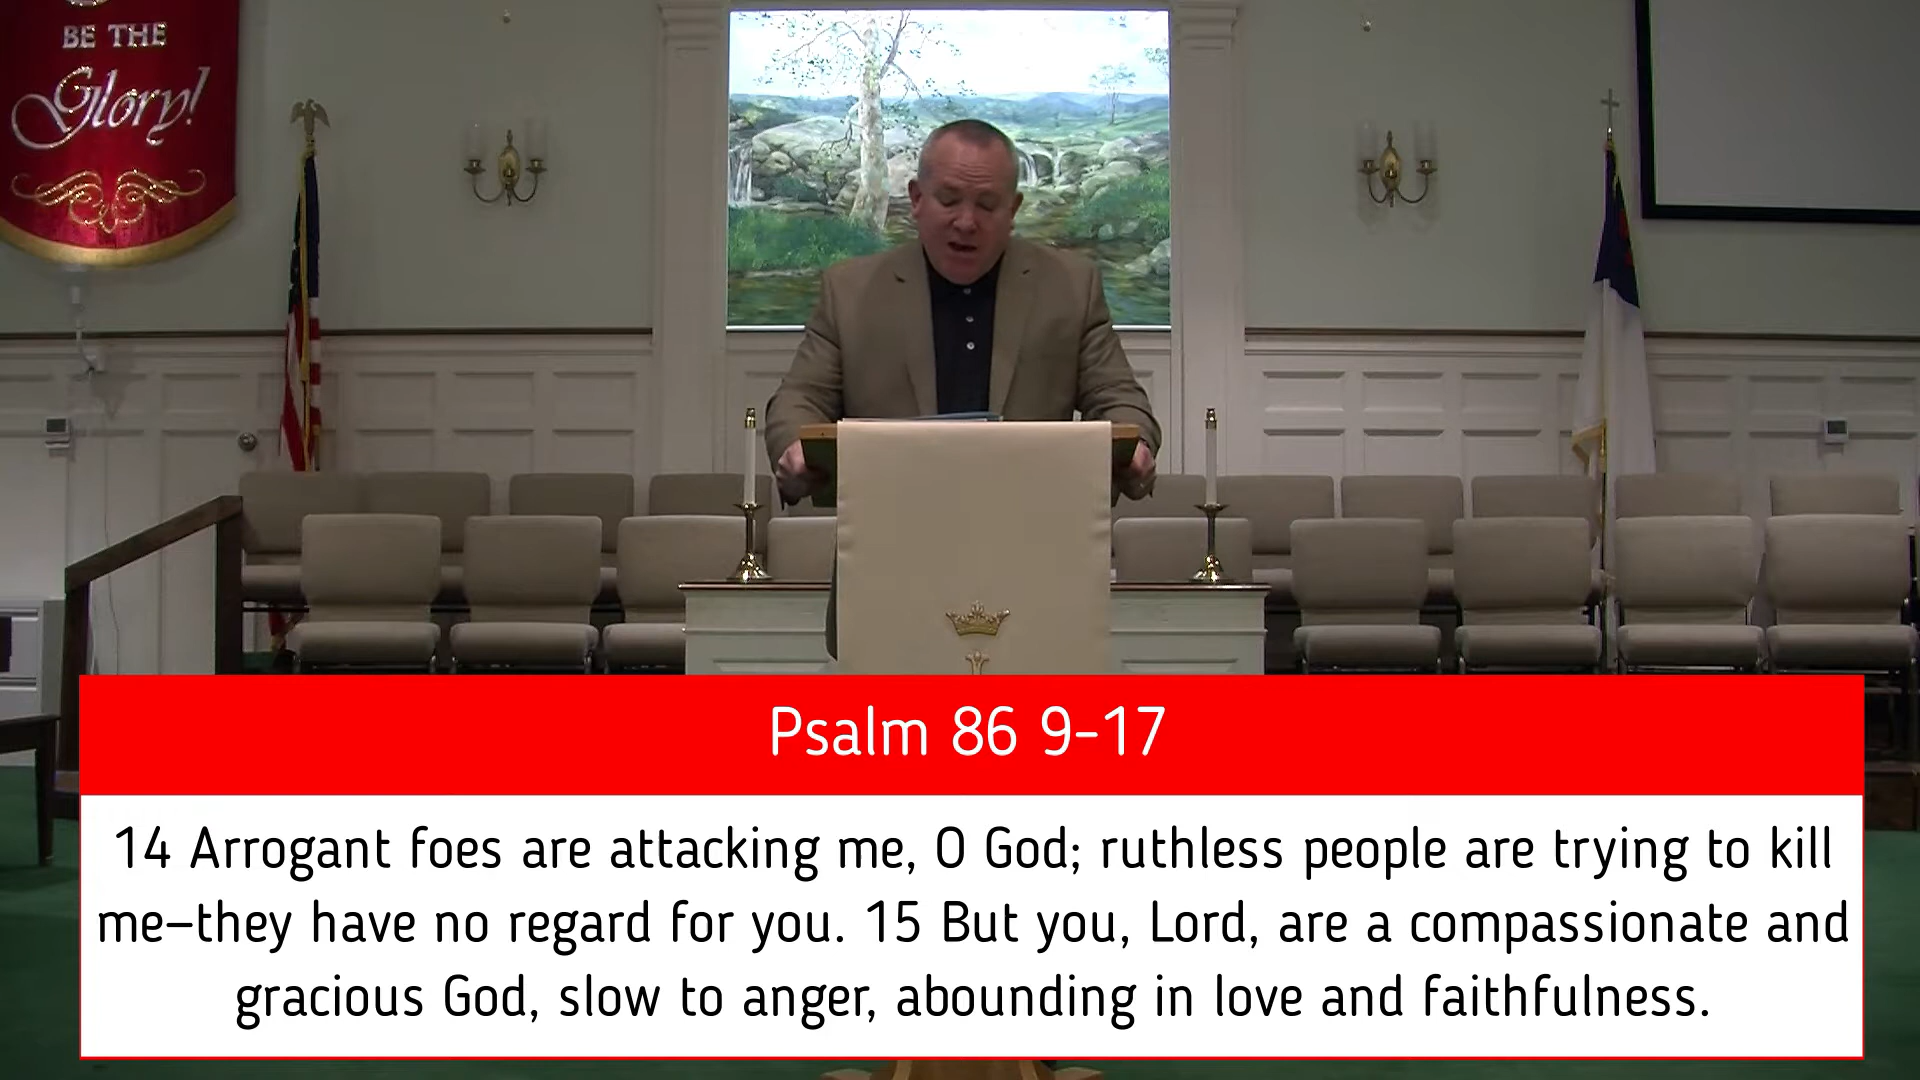 BE THE
Glory!
Psalm 86 9-17
14 Arrogant foes are attacking me, O God; ruthless people are trying to kill
me–they have no regard for you. 15 But you, Lord, are a compassionate and
gracious God, slow to anger, abounding in love and faithfulness.